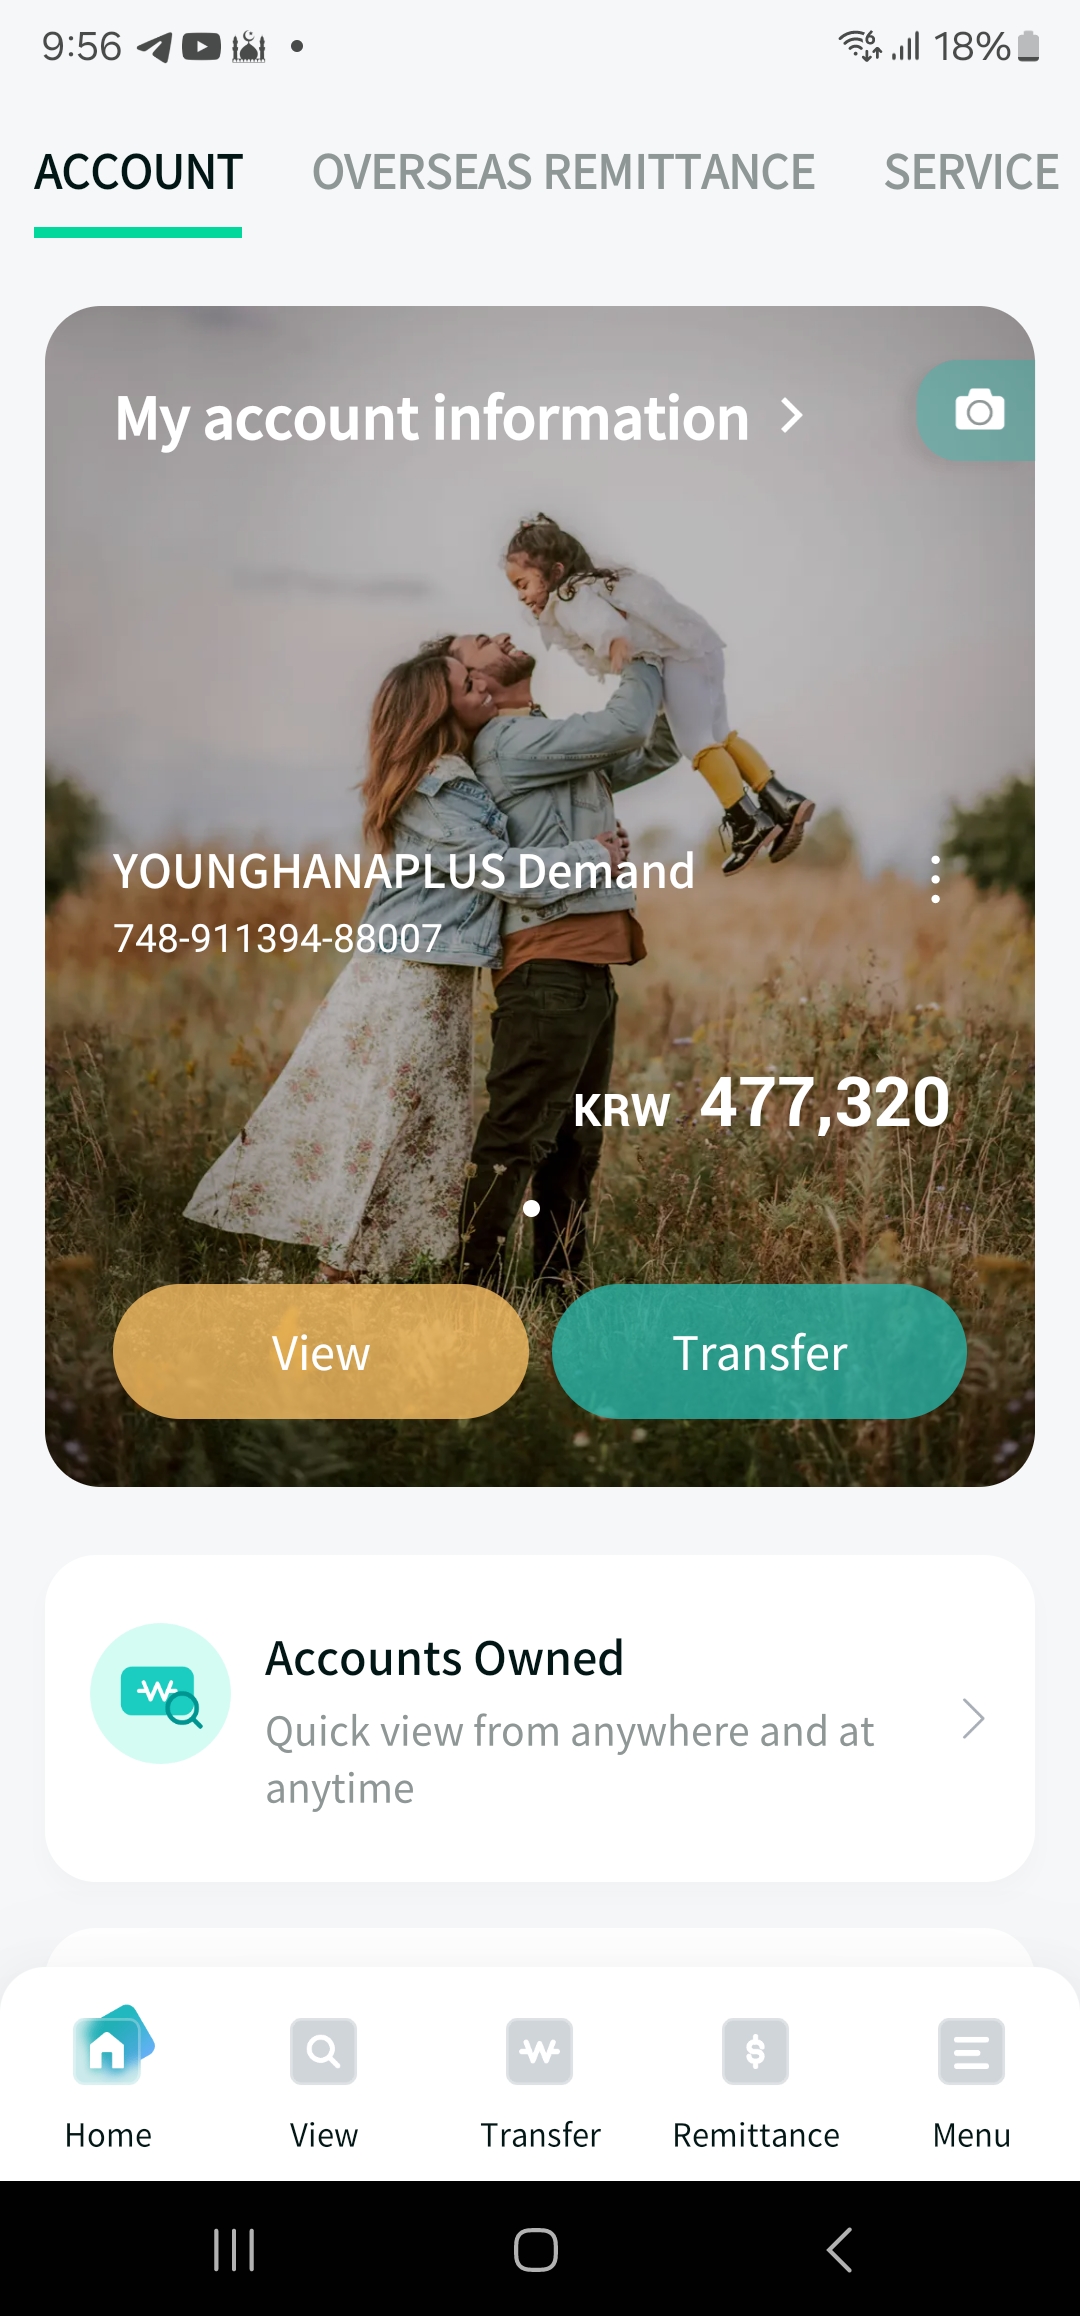 9:56
18%
ACCOUNT OVERSEAS REMITTANCE SERVICE
My account information
YOUNGHANAPLUS Demand
748-911394-88007
KRW 477,320
View Transfer
Accounts Owned
Quick view from anywhere and at
anytime
Home View Transfer Remittance Menu